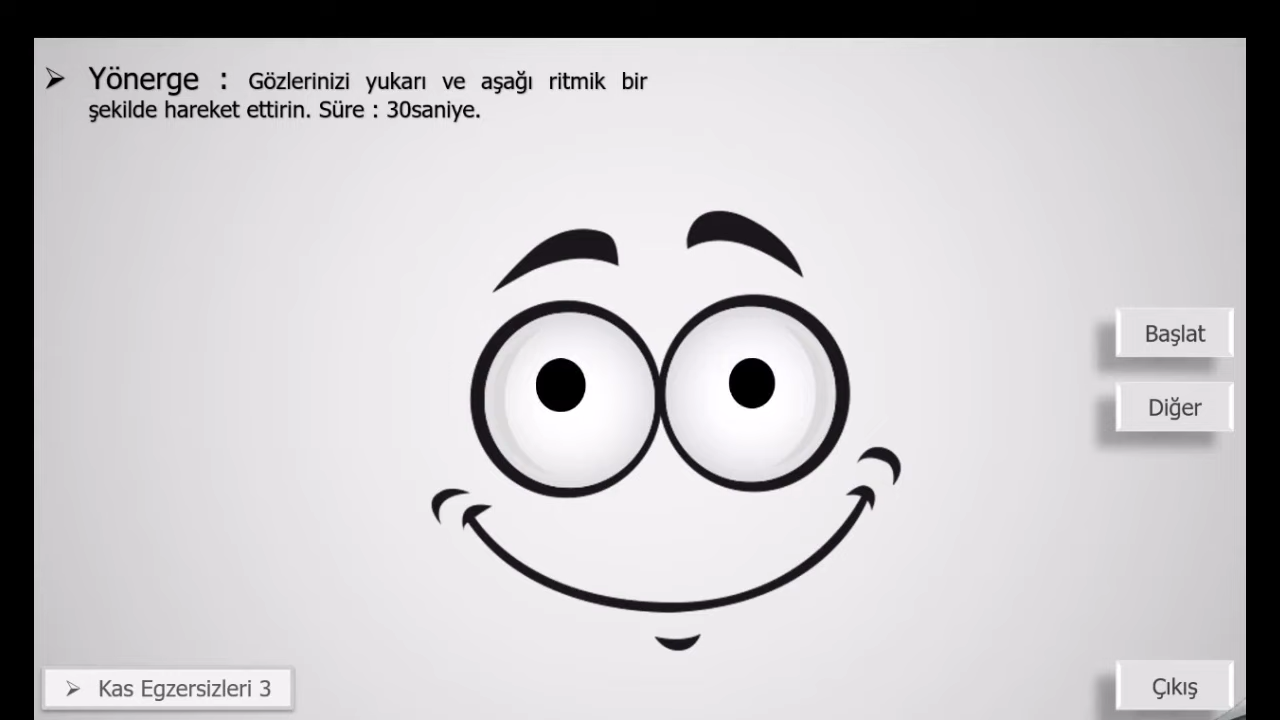 Yönerge : Gözlerinizi yukarı ve aşağı ritmik bir
şekilde hareket ettirin. Süre : 30saniye.
Başlat
Diğer
Kas Egzersizleri 3
Çıkış